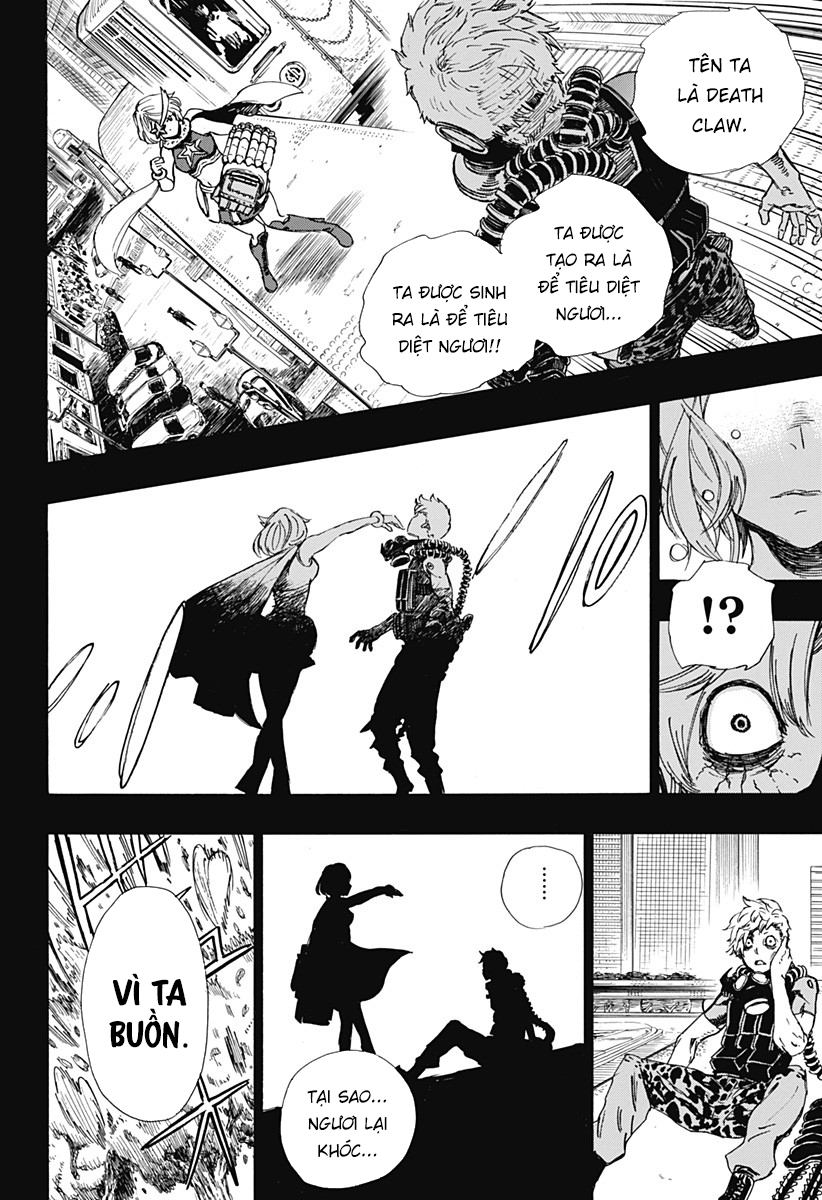 TÊN TA
LÀ DEATH
CLAW.
TA ĐƯỢC
TẠO RA LÀ
ĐỂ TIÊU DIỆT
NGƯƠI...
TA ĐƯỢC SINH
RA LÀ ĐỂ TIÊU
DIỆT NGƯƠI!!
!?
......
TẠI SAO...
NGƯƠI LẠI
KHÓC...
VÌ TA
BUỒN.